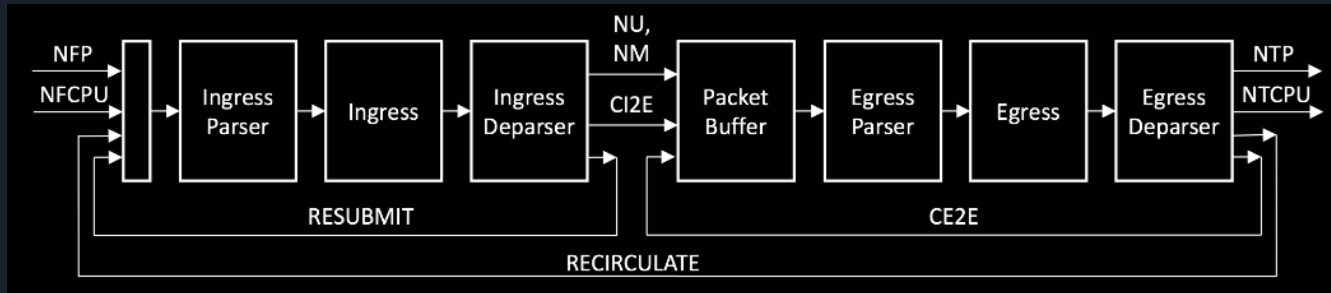 NFP
NFCPU
Ingress
Parser
Ingress
Ingress
Deparser
NU,
NM
CI2E
Packet
Buffer
Egress
Parser
Egress
Egress
Deparser
NTP
NTCPU
RESUBMIT
CE2E
RECIRCULATE